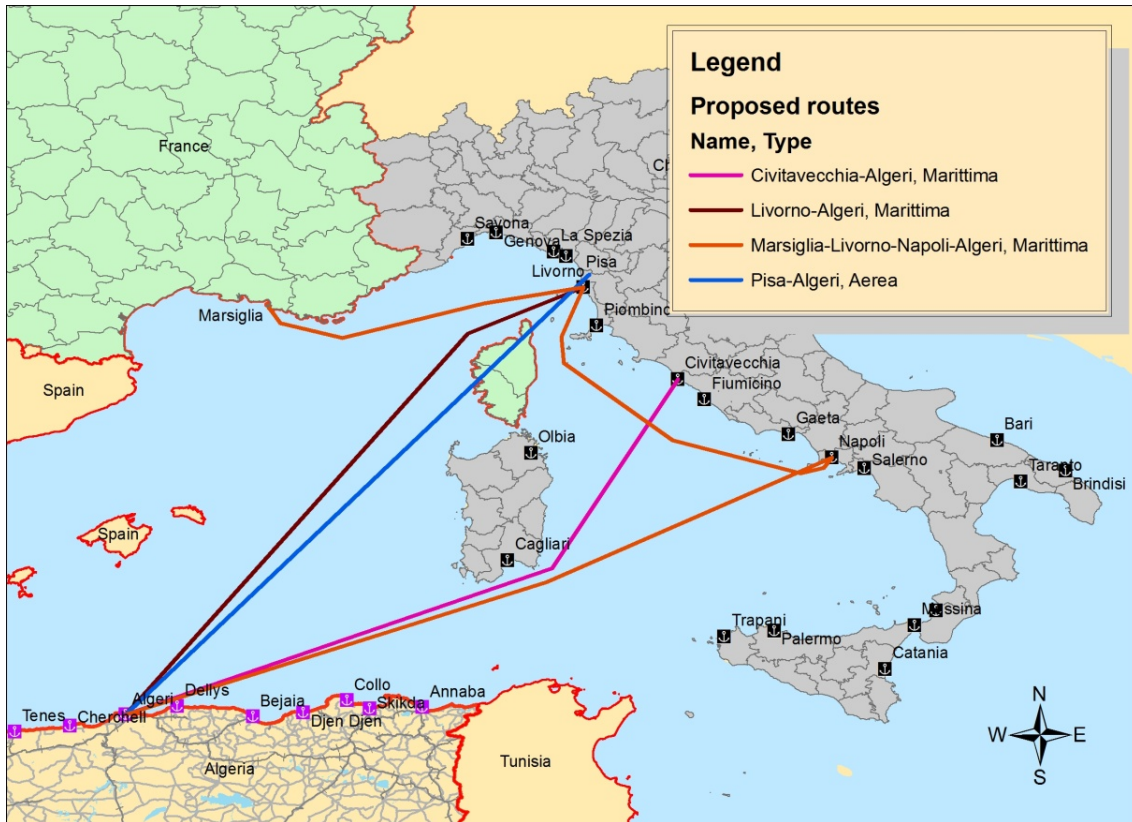 Legend
Proposed routes
Name, Type
Civitavecchia-Algeri, Marittima
Livorno-Algeri, Marittima
Marsiglia-Livorno-Napoli-Algeri, Marittima
Pisa-Algeri, Aerea
France
Savona
Genova
La Spezia
Livorno
Pisa
Marsiglia
Piombino
Civitavecchia
Fiumicino
Spain
Gaeta
Bari
Olbia
Napoli
Salerno
Taranto
Brindisi
Spain
Cagliari
Messina
Trapani
Palermo
Catania
Algeri
Dellys
Collo
Annaba
Tenes
Cherchell
Bejaia
Djen Djen
Skikda
Algeria
Tunisia
N
W
E
S